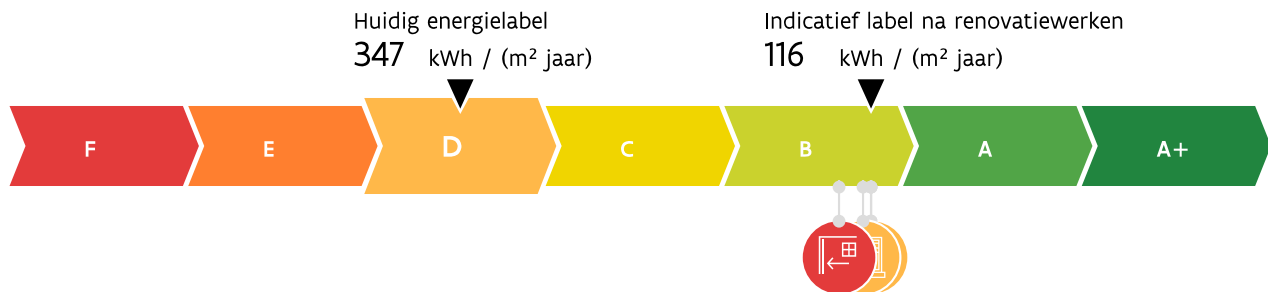 Huidig energielabel
347 kWh / (m² jaar)
Indicatief label na renovatiewerken
116 kWh / (m² jaar)
F E D C B A A+